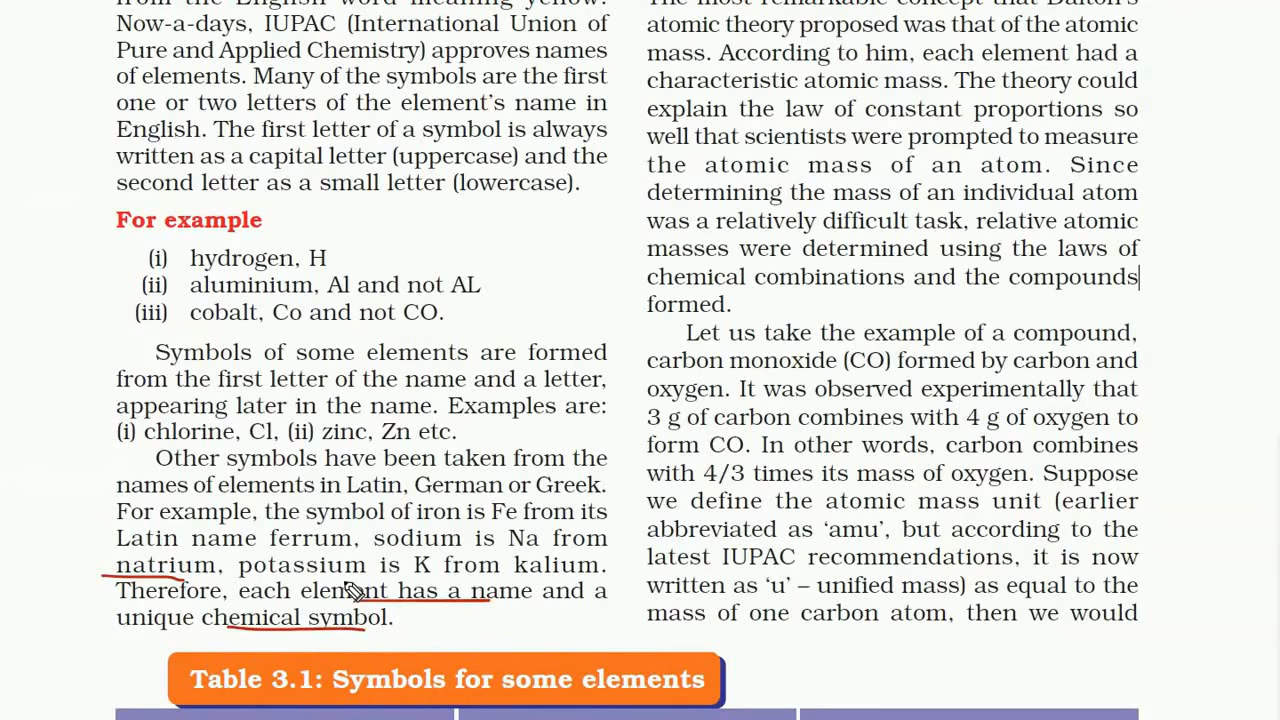 from the English word meaning yellow.
Now-a-days, IUPAC (International Union of
Pure and Applied Chemistry) approves names
of elements. Many of the symbols are the first
one or two letters of the element’s name in
English. The first letter of a symbol is always
written as a capital letter (uppercase) and the
second letter as a small letter (lowercase).
For example
(i) hydrogen, H
(ii) aluminium, Al and not AL
(iii) cobalt, Co and not CO.
Symbols of some elements are formed
from the first letter of the name and a letter,
appearing later in the name. Examples are:
(i) chlorine, Cl, (ii) zinc, Zn etc.
Other symbols have been taken from the
names of elements in Latin, German or Greek.
For example, the symbol of iron is Fe from its
Latin name ferrum, sodium is Na from
natrium, potassium is K from kalium.
Therefore, each element has a name and a
unique chemical symbol.
The most remarkable concept that Dalton’s
atomic theory proposed was that of the atomic
mass. According to him, each element had a
characteristic atomic mass. The theory could
explain the law of constant proportions so
well that scientists were prompted to measure
the atomic mass of an atom. Since
determining the mass of an individual atom
was a relatively difficult task, relative atomic
masses were determined using the laws of
chemical combinations and the compounds
formed.
Let us take the example of a compound,
carbon monoxide (CO) formed by carbon and
oxygen. It was observed experimentally that
3 g of carbon combines with 4 g of oxygen to
form CO. In other words, carbon combines
with 4/3 times its mass of oxygen. Suppose
we define the atomic mass unit (earlier
abbreviated as ‘amu’, but according to the
latest IUPAC recommendations, it is now
written as ‘u’ – unified mass) as equal to the
mass of one carbon atom, then we would
Table 3.1: Symbols for some elements